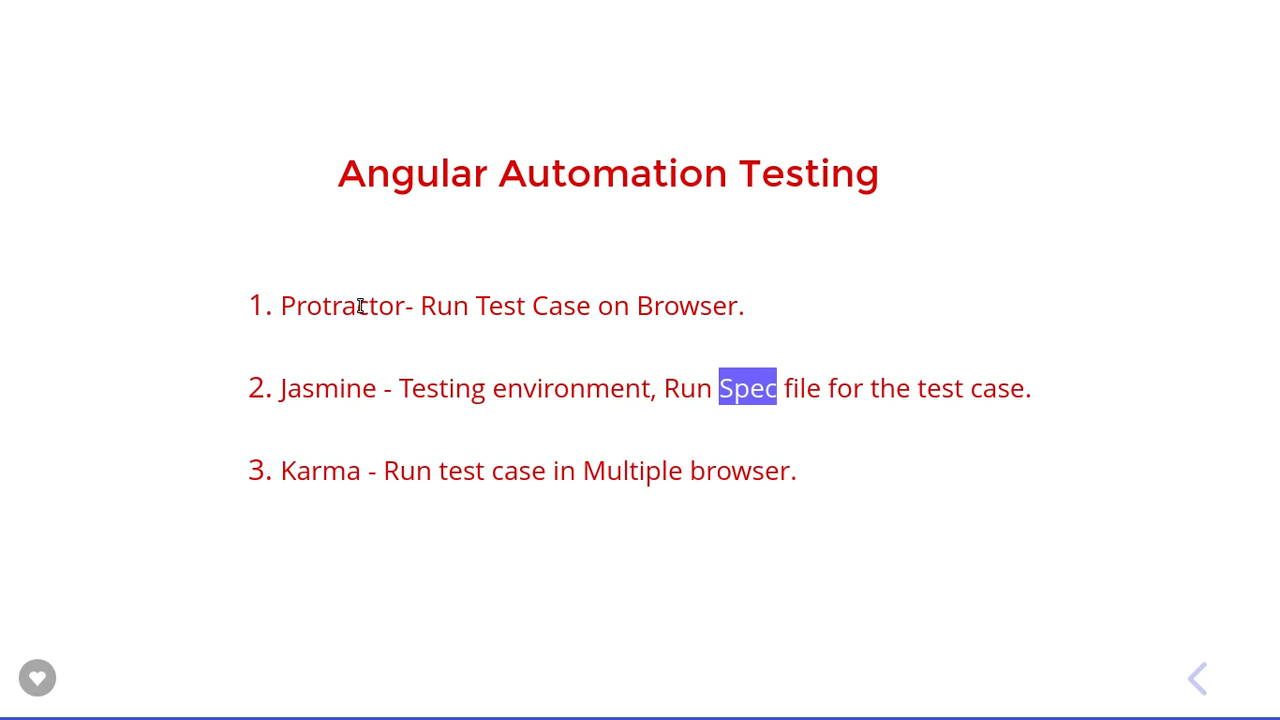 Angular Automation Testing
1. Protractor- Run Test Case on Browser.
2. Jasmine - Testing environment, Run Spec file for the test case.
3. Karma - Run test case in Multiple browser.